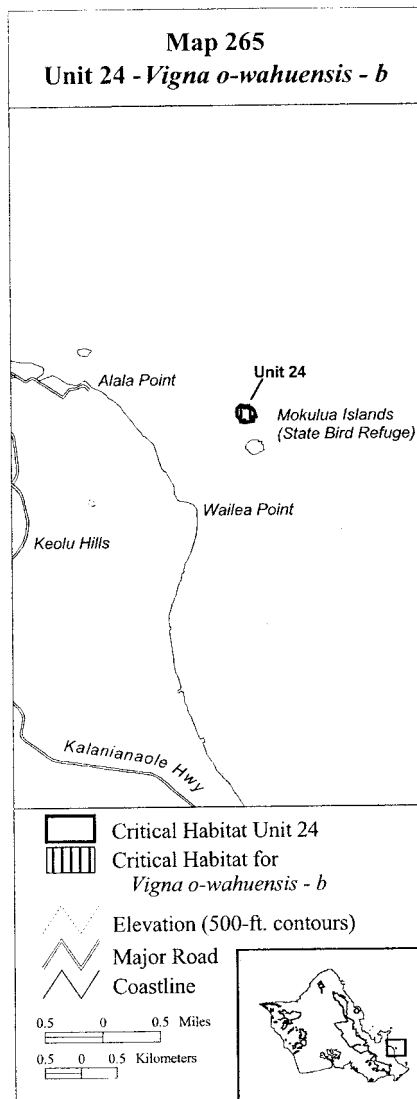 Map 265
Unit 24 - Vigna o-wahuensis - b
Alala Point
Unit 24
Mokulua Islands
(State Bird Refuge)
Wailea Point
Keolu Hills
Kalanianaole Hwy
Critical Habitat Unit 24
Critical Habitat for
Vigna o-wahuensis - b
Elevation (500-ft. contours)
Major Road
Coastline
0.5 0 0.5 Miles
0.5 0 0.5 Kilometers